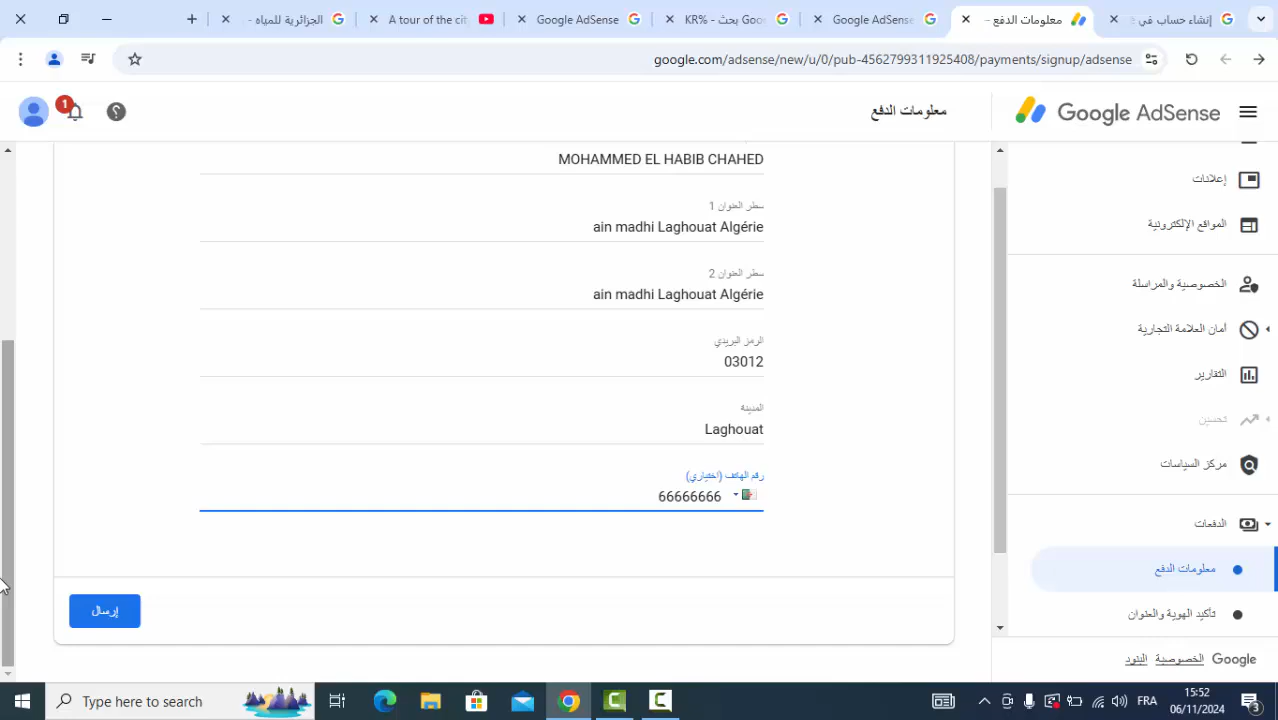 إنشاء حساب في
معلومات الدفع -
Google AdSense
KR% - بحث Goo
Google AdSense
A tour of the cit
الجزائرية للمياه -
google.com/adsense/new/u/0/pub-4562799311925408/payments/signup/adsense
Google AdSense
معلومات الدفع
1
إعلانات
المواقع الإلكترونية
الخصوصية والمراسلة
أمان العلامة التجارية
التقارير
تحسين
مركز السياسات
الدفعات
معلومات الدفع
تأكيد الهوية والعنوان
Google الخصوصية البنود
MOHAMMED EL HABIB CHAHED
سطر العنوان 1
ain madhi Laghouat Algérie
سطر العنوان 2
ain madhi Laghouat Algérie
الرمز البريدي
03012
المدينة
Laghouat
رقم الهاتف (اختياري)
66666666
إرسال
Type here to search
FRA
15:52
06/11/2024
3